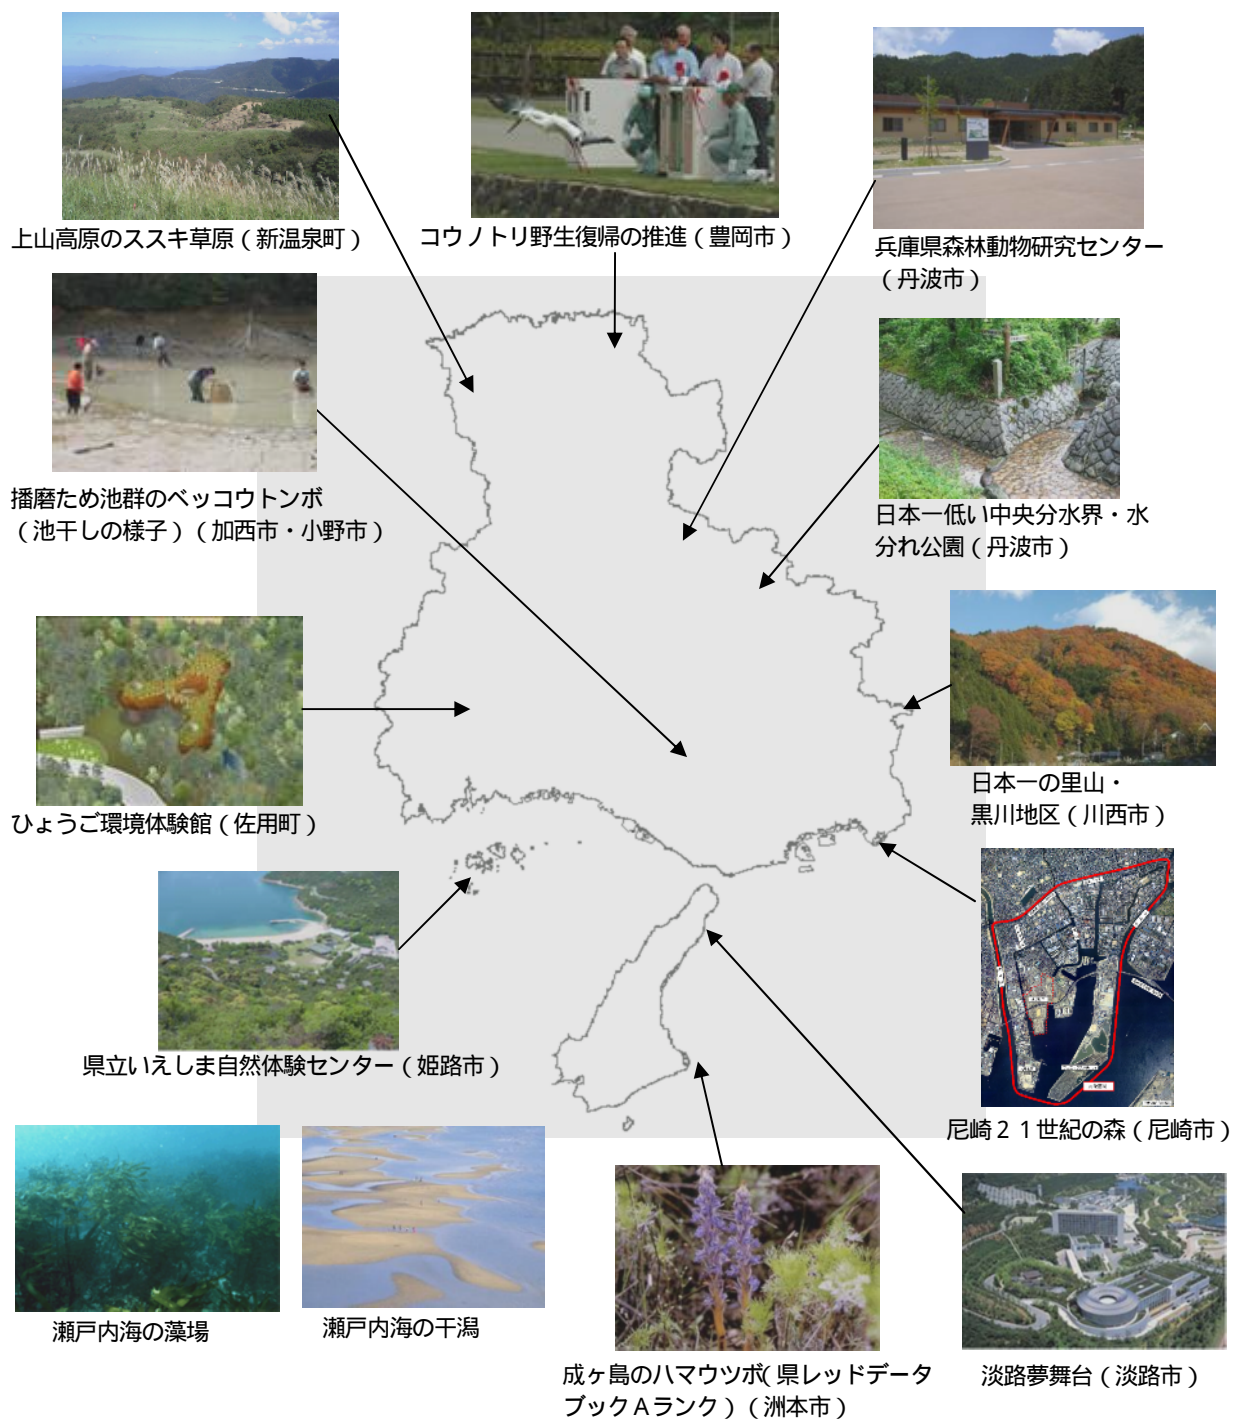 上山高原のススキ草原(新温泉町)
コウノトリ野生復帰の推進(豊岡市)
兵庫県森林動物研究センター
(丹波市)
播磨ため池群のベッコウトンボ
(池干しの様子)(加西市・小野市)
日本一低い中央分水界・水
分れ公園(丹波市)
ひょうご環境体験館(佐用町)
日本一の里山・
黒川地区(川西市)
県立いえしま自然体験センター(姫路市)
尼崎21世紀の森(尼崎市)
瀬戸内海の藻場
瀬戸内海の干潟
成ヶ島のハマウツボ(県レッドデータ
ブックAランク)(洲本市)
淡路夢舞台(淡路市)